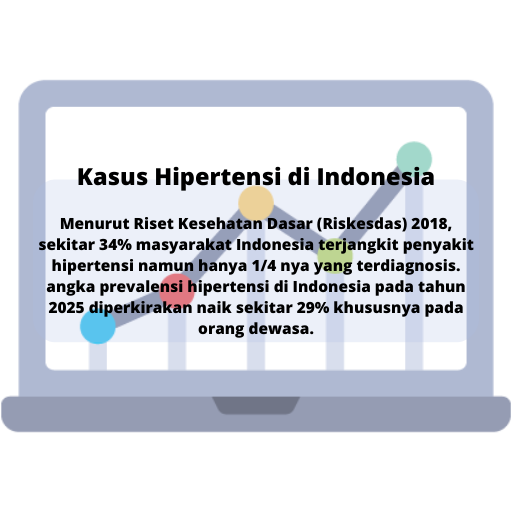 Kasus Hipertensi di Indonesia
Menurut Riset Kesehatan Dasar (Riskesdas) 2018,
sekitar 34% masyarakat Indonesia terjangkit penyakit
hipertensi namun hanya 1/4 nya yang terdiagnosis.
angka prevalensi hipertensi di Indonesia pada tahun
2025 diperkirakan naik sekitar 29% khususnya pada
orang dewasa.